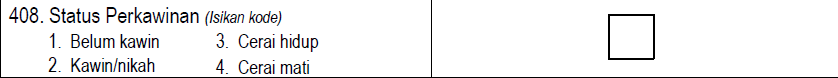 408. Status Perkawinan (Isikan kode)
1. Belum kawin 3. Cerai hidup
2. Kawin/nikah 4. Cerai mati